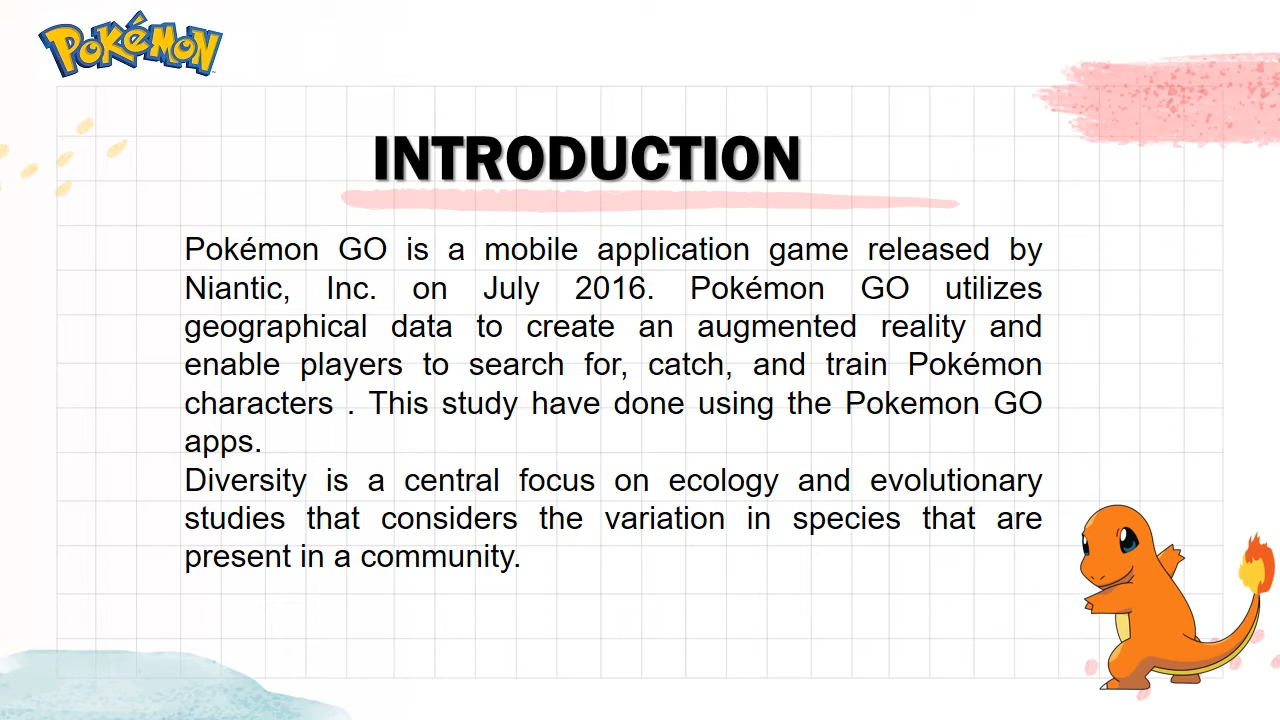 POKéMON
INTRODUCTION
Pokémon GO is a mobile application game released by
Niantic, Inc. on July 2016. Pokémon GO utilizes
geographical data to create an augmented reality and
enable players to search for, catch, and train Pokémon
characters . This study have done using the Pokemon GO
apps.
Diversity is a central focus on ecology and evolutionary
studies that considers the variation in species that are
present in a community.